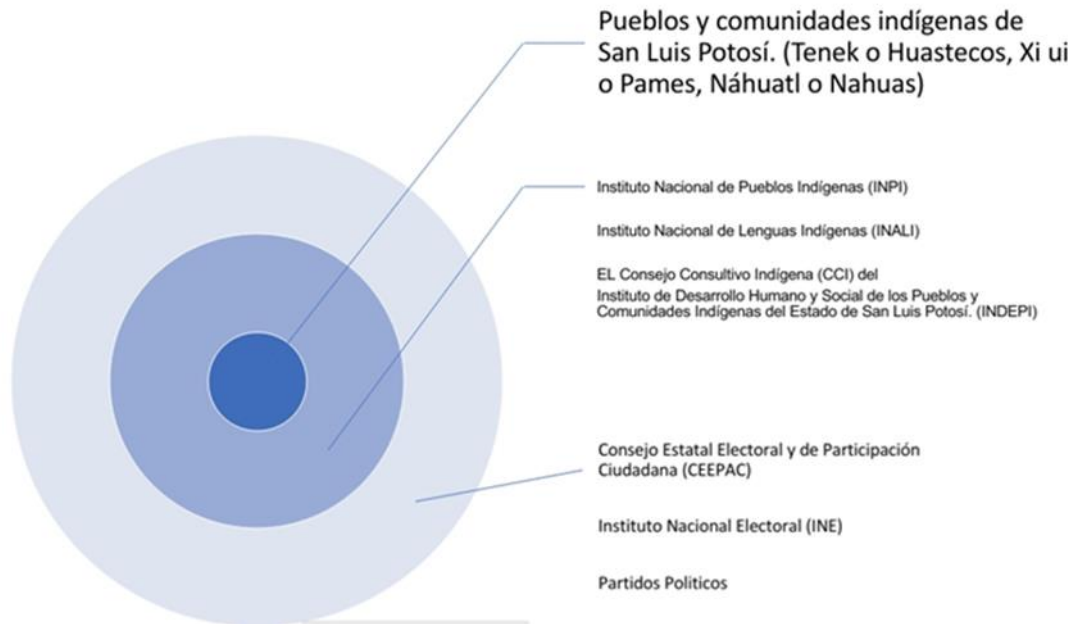 Pueblos y comunidades indígenas de
San Luis Potosí. (Tenek o Huastecos, Xi ui
o Pames, Náhuatl o Nahuas)
Instituto Nacional de Pueblos Indígenas (INPI)
Instituto Nacional de Lenguas Indígenas (INALI)
EL Consejo Consultivo Indígena (CCI) del
Instituto de Desarrollo Humano y Social de los Pueblos y
Comunidades Indígenas del Estado de San Luis Potosí. (INDEPI)
Consejo Estatal Electoral y de Participación
Ciudadana (CEEPAC)
Instituto Nacional Electoral (INE)
Partidos Politicos